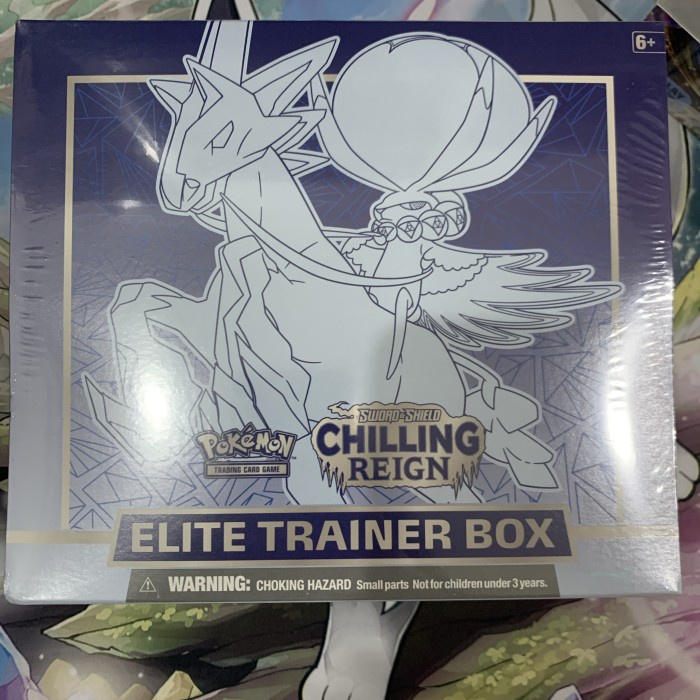 6+
SWORD & SHIELD
POKéMON
CHILLING
TRADING CARD GAME
REIGN
ELITE TRAINER BOX
WARNING: CHOKING HAZARD Small parts Not for children under 3 years.